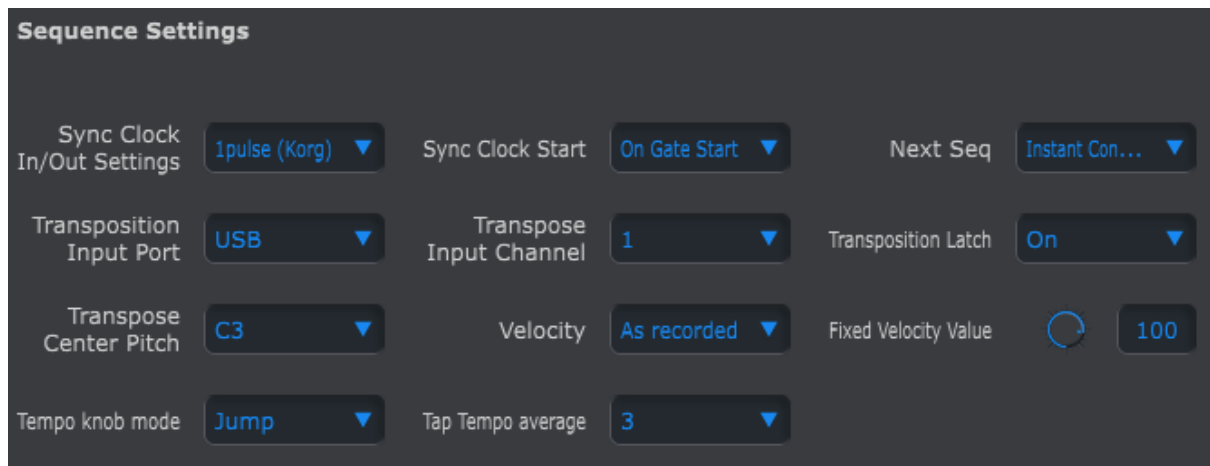 Sequence Settings
Sync Clock
In/Out Settings
1pulse (Korg)
Sync Clock Start
On Gate Start
Next Seq
Instant Con...
Transposition
Input Port
USB
Transpose
Input Channel
1
Transposition Latch
On
Transpose
Center Pitch
C3
Velocity
As recorded
Fixed Velocity Value
100
Tempo knob mode
Jump
Tap Tempo average
3